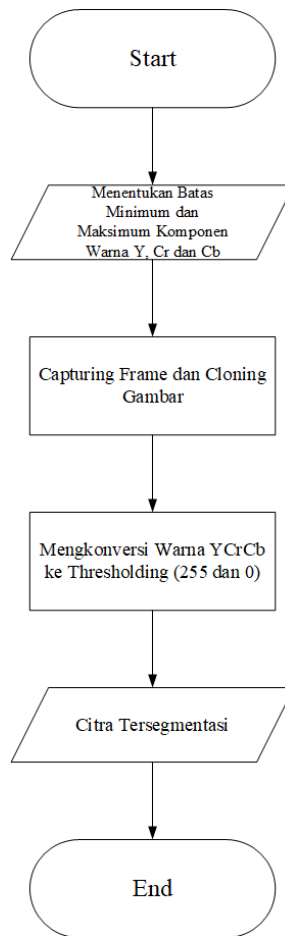 Start
Menentukan Batas
Minimum dan
Maksimum Komponen
Warna Y, Cr dan Cb
Capturing Frame dan Cloning
Gambar
Mengkonversi Warna YCrCb
ke Thresholding (255 dan 0)
Citra Tersegmentasi
End